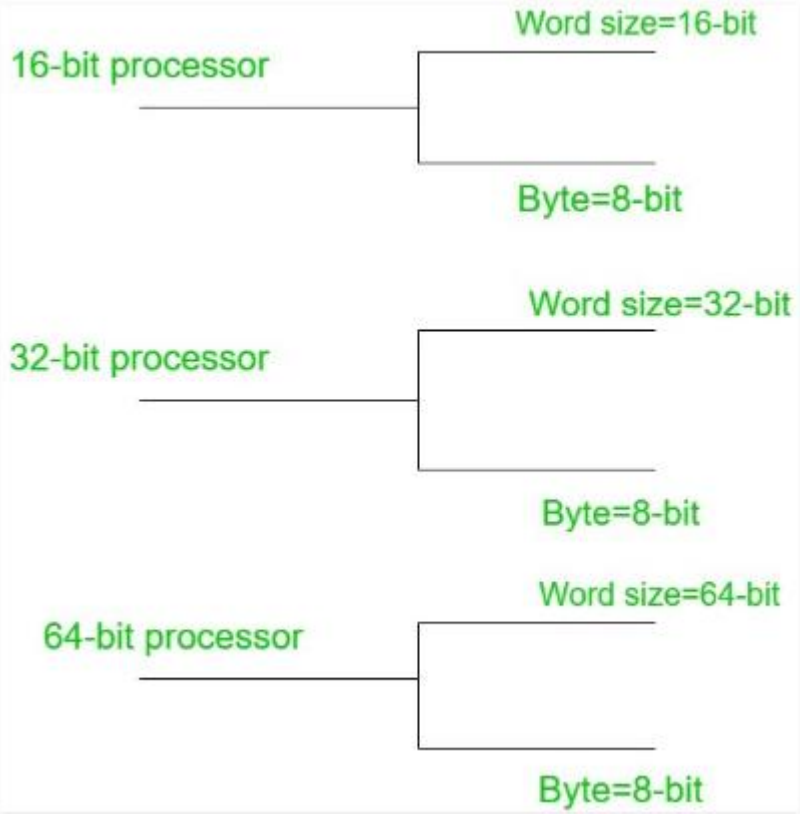 Word size=16-bit
16-bit processor
Byte=8-bit
Word size=32-bit
32-bit processor
Byte=8-bit
Word size=64-bit
64-bit processor
Byte=8-bit